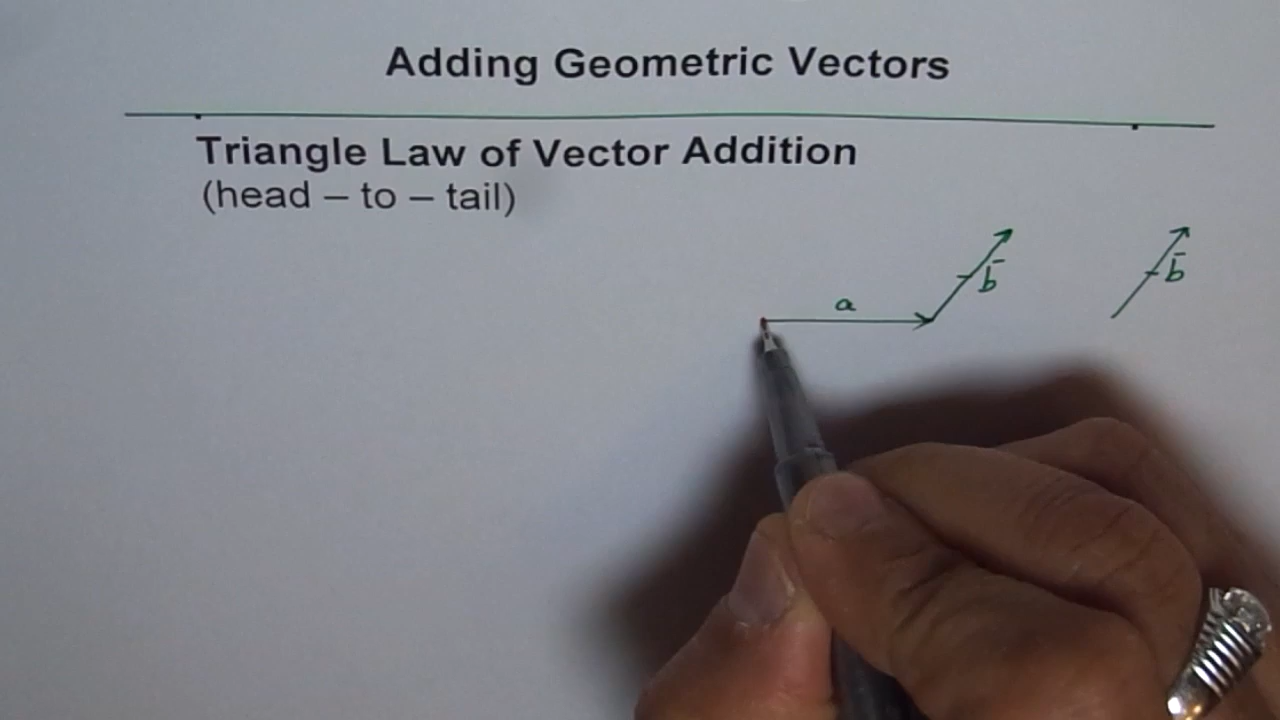 Adding Geometric Vectors
Triangle Law of Vector Addition
(head – to – tail)
a
b̄
b̄